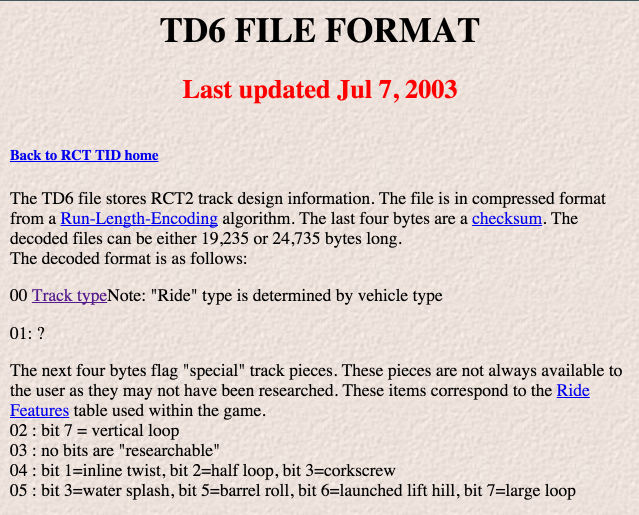 TD6 FILE FORMAT
Last updated Jul 7, 2003
Back to RCT TID home
The TD6 file stores RCT2 track design information. The file is in compressed format
from a Run-Length-Encoding algorithm. The last four bytes are a checksum. The
decoded files can be either 19,235 or 24,735 bytes long.
The decoded format is as follows:
00 Track typeNote: "Ride" type is determined by vehicle type
01: ?
The next four bytes flag "special" track pieces. These pieces are not always available to
the user as they may not have been researched. These items correspond to the Ride
Features table used within the game.
02 : bit 7 = vertical loop
03 : no bits are "researchable"
04 : bit 1=inline twist, bit 2=half loop, bit 3=corkscrew
05 : bit 3=water splash, bit 5=barrel roll, bit 6=launched lift hill, bit 7=large loop